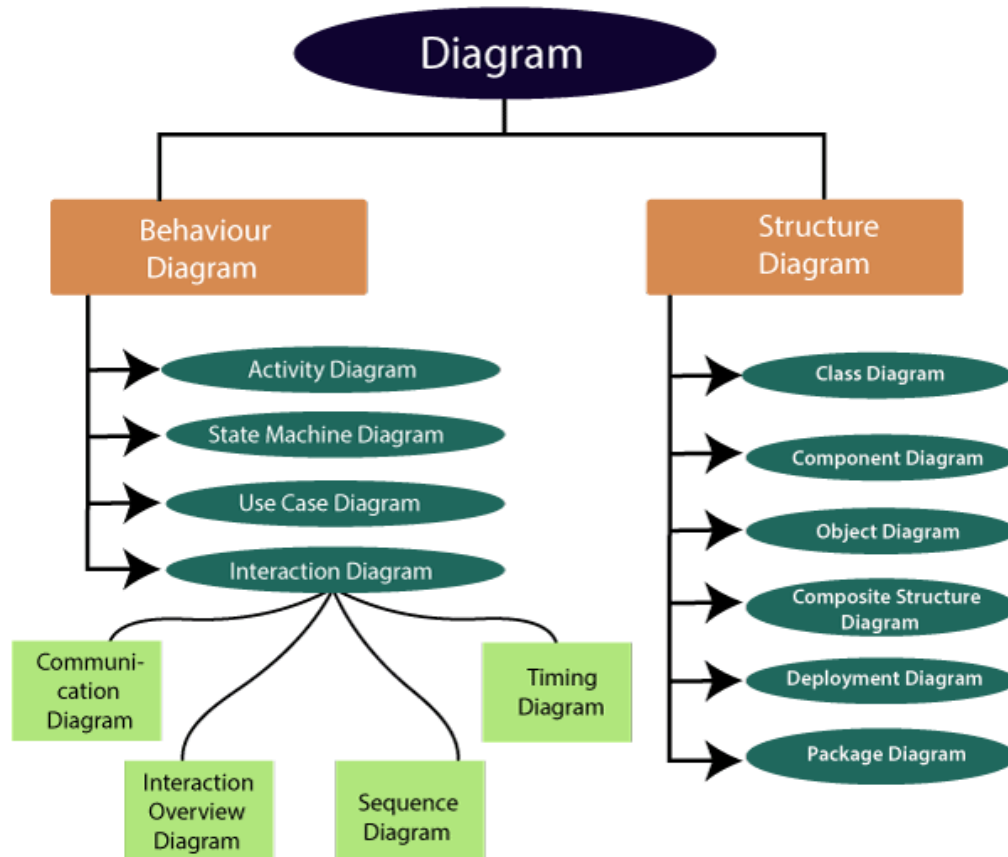 Diagram
Behaviour
Diagram
Activity Diagram
State Machine Diagram
Use Case Diagram
Interaction Diagram
Communi-
cation
Diagram
Interaction
Overview
Diagram
Sequence
Diagram
Timing
Diagram
Structure
Diagram
Class Diagram
Component Diagram
Object Diagram
Composite Structure
Diagram
Deployment Diagram
Package Diagram